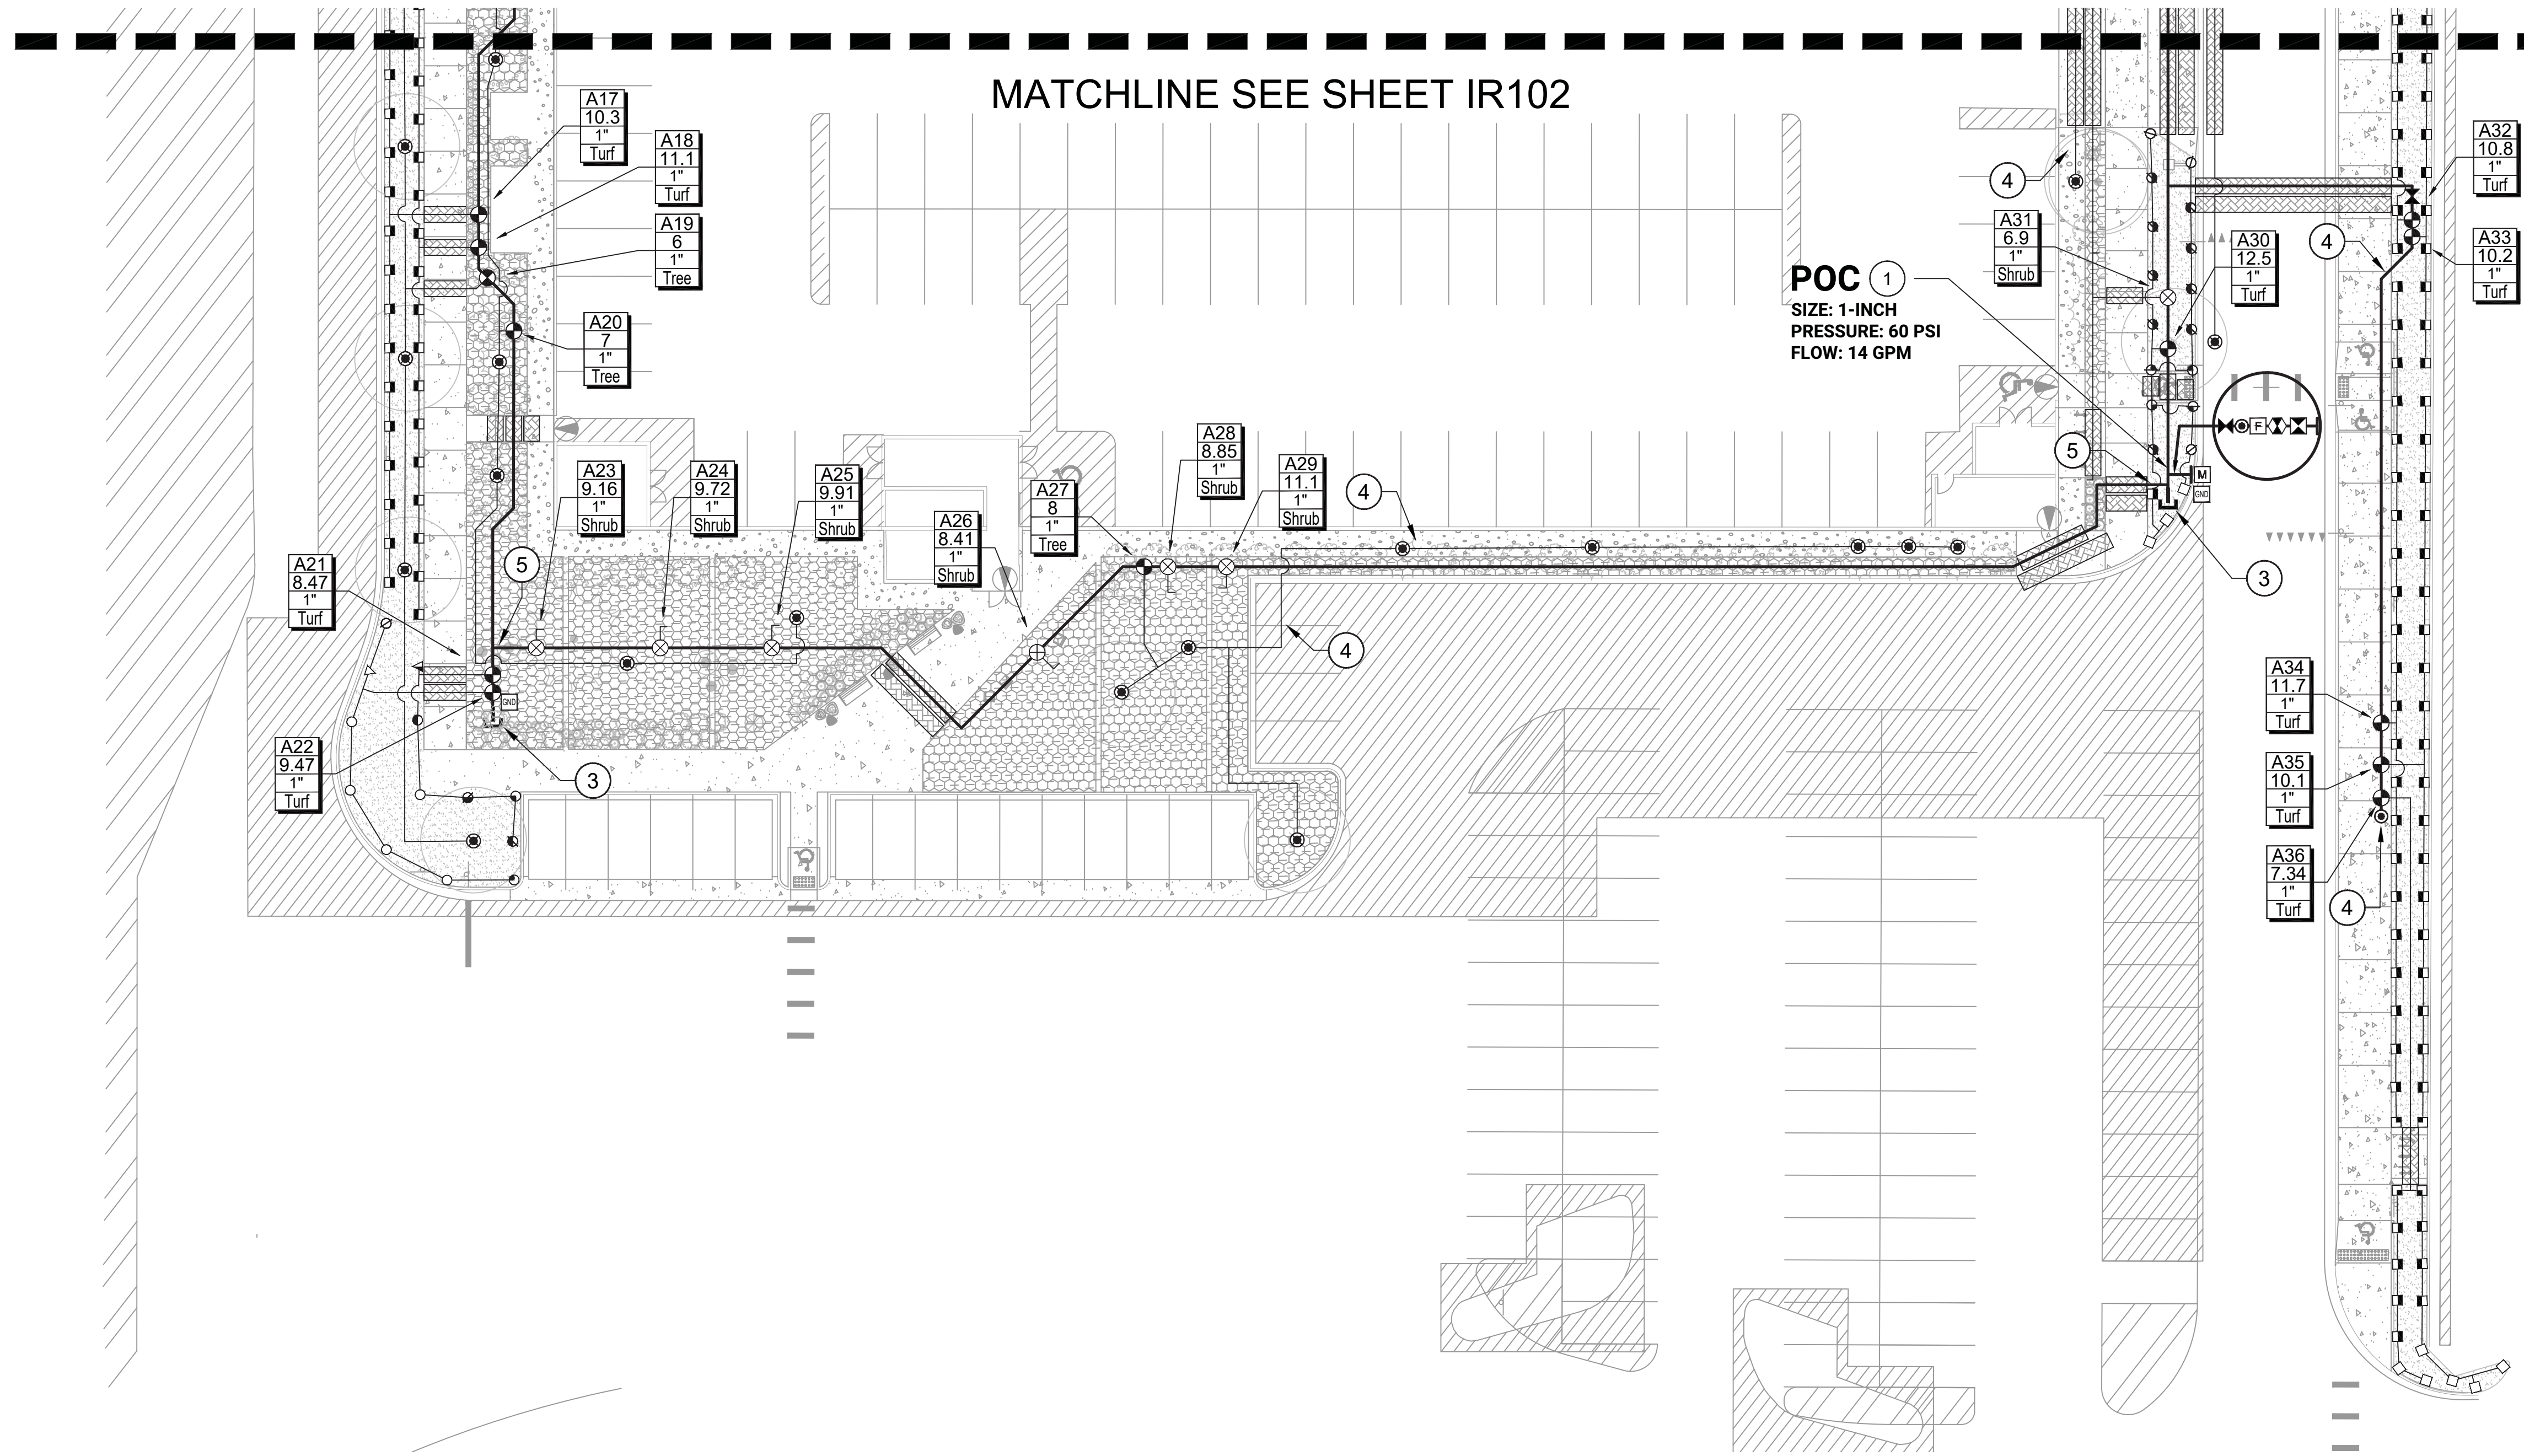 MATCHLINE SEE SHEET IR102
A17
10.3
1"
Turf
A18
11.1
1"
Turf
A19
6
1"
Tree
A20
7
1"
Tree
A32
10.8
1"
Turf
A33
10.2
1"
Turf
4
4
A31
6.9
1"
Shrub
A30
12.5
1"
Turf
POC 1
SIZE: 1-INCH
PRESSURE: 60 PSI
FLOW: 14 GPM
F
5
M
GND
3
A23
9.16
1"
Shrub
A24
9.72
1"
Shrub
A25
9.91
1"
Shrub
A26
8.41
1"
Shrub
A27
8
1"
Tree
A28
8.85
1"
Shrub
A29
11.1
1"
Shrub
4
4
5
A21
8.47
1"
Turf
GND
A22
9.47
1"
Turf
3
A34
11.7
1"
Turf
A35
10.1
1"
Turf
A36
7.34
1"
Turf
4